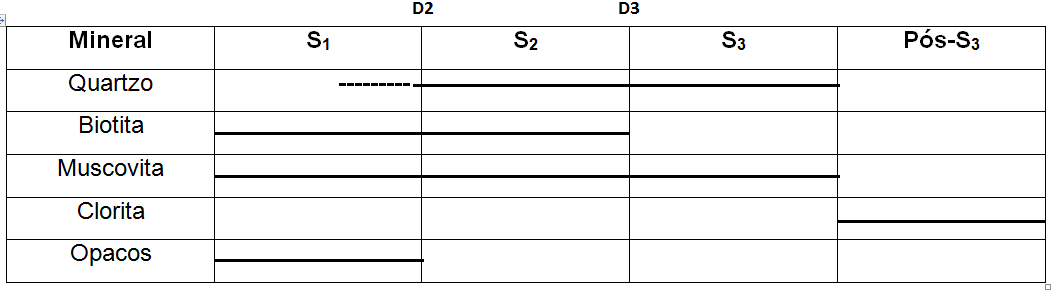 D2 D3
Mineral S₁ S₂ S₃ Pós-S₃
Quartzo
Biotita
Muscovita
Clorita
Opacos